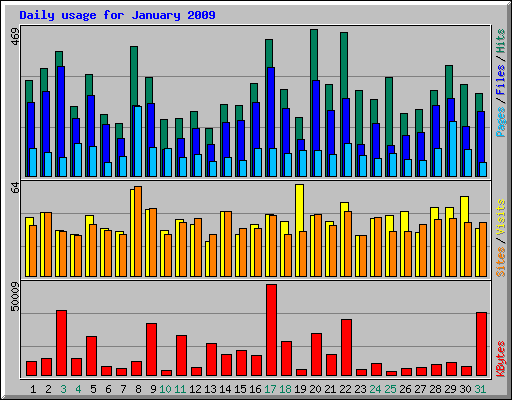 Daily usage for January 2009
469
Pages / Files / Hits
64
Sites / Visits
50009
KBytes
1 2 3 4 5 6 7 8 9 10 11 12 13 14 15 16 17 18 19 20 21 22 23 24 25 26 27 28 29 30 31